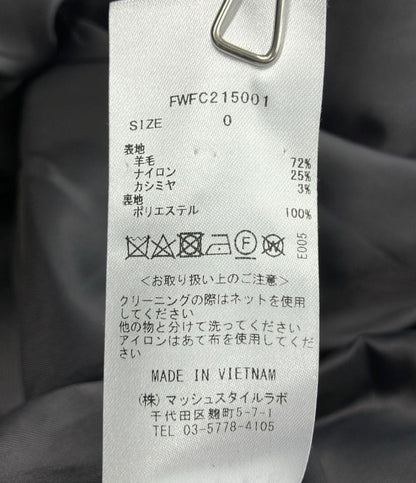 FWFC215001
SIZE 0
表地
羊毛 72%
ナイロン 25%
カシミヤ 3%
裏地
ポリエステル 100%
E005
<お取り扱い上のご注意>
クリーニングの際はネットを使用
してください
他の物と分けて洗ってください
アイロンはあて布を使用してくだ
さい
MADE IN VIETNAM
(株)マッシュスタイルラボ
千代田区麹町5-7-1
TEL 03-5778-4105